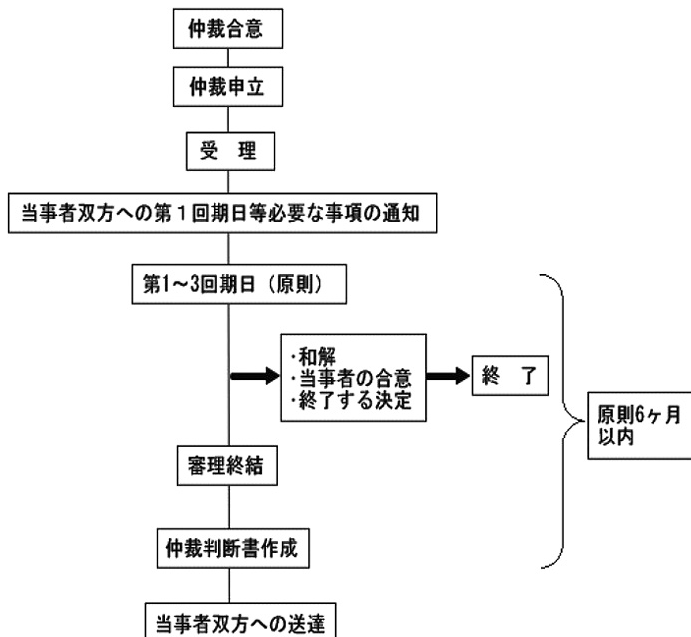 仲裁合意
仲裁申立
受　理
当事者双方への第１回期日等必要な事項の通知
第1～3回期日（原則）
・和解
・当事者の合意
・終了する決定
終　了
原則6ヶ月
以内
審理終結
仲裁判断書作成
当事者双方への送達